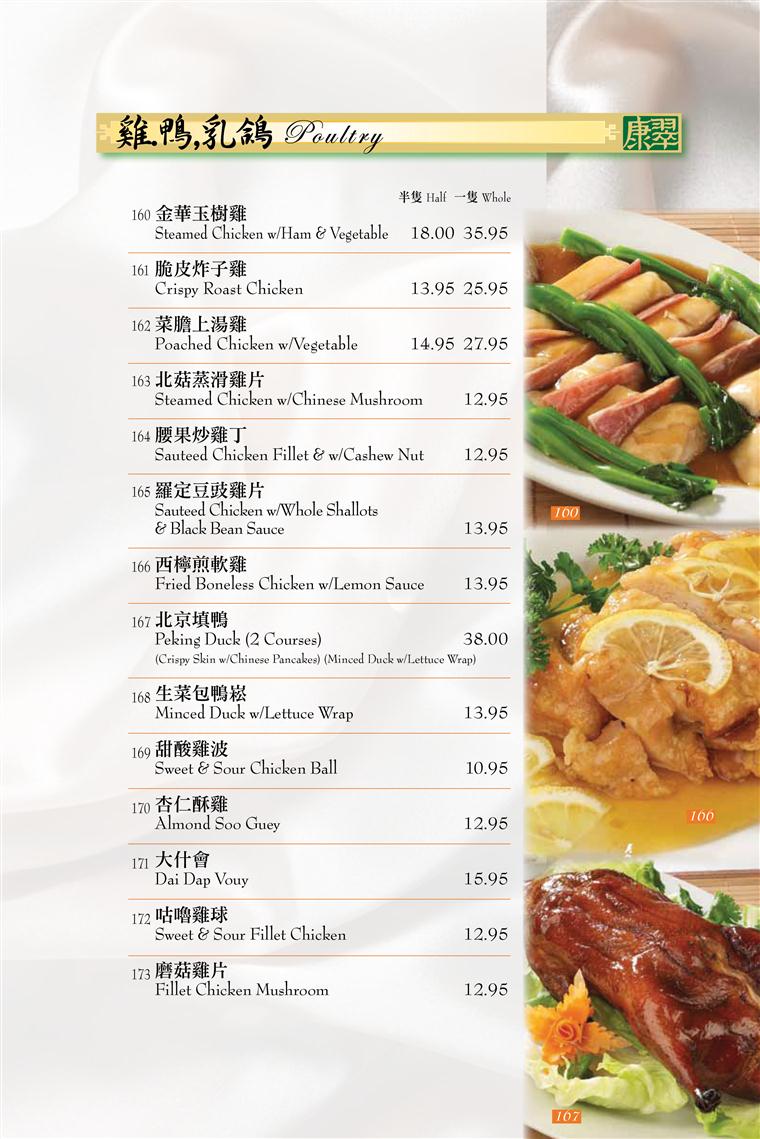 雞.鴨,乳鴿 Poultry 康翠
半隻 Half 一隻 Whole
160 金華玉樹雞
Steamed Chicken w/Ham & Vegetable 18.00 35.95
161 脆皮炸子雞
Crispy Roast Chicken 13.95 25.95
162 菜膽上湯雞
Poached Chicken w/Vegetable 14.95 27.95
163 北菇蒸滑雞片
Steamed Chicken w/Chinese Mushroom 12.95
164 腰果炒雞丁
Sauteed Chicken Fillet & w/Cashew Nut 12.95
165 羅定豆豉雞片
Sauteed Chicken w/Whole Shallots
& Black Bean Sauce 13.95
166 西檸煎軟雞
Fried Boneless Chicken w/Lemon Sauce 13.95
167 北京填鴨
Peking Duck (2 Courses) 38.00
(Crispy Skin w/Chinese Pancakes) (Minced Duck w/Lettuce Wrap)
168 生菜包鴨崧
Minced Duck w/Lettuce Wrap 13.95
169 甜酸雞波
Sweet & Sour Chicken Ball 10.95
170 杏仁酥雞
Almond Soo Guey 12.95
171 大什會
Dai Dap Vouy 15.95
172 咕嚕雞球
Sweet & Sour Fillet Chicken 12.95
173 磨菇雞片
Fillet Chicken Mushroom 12.95
160
166
167